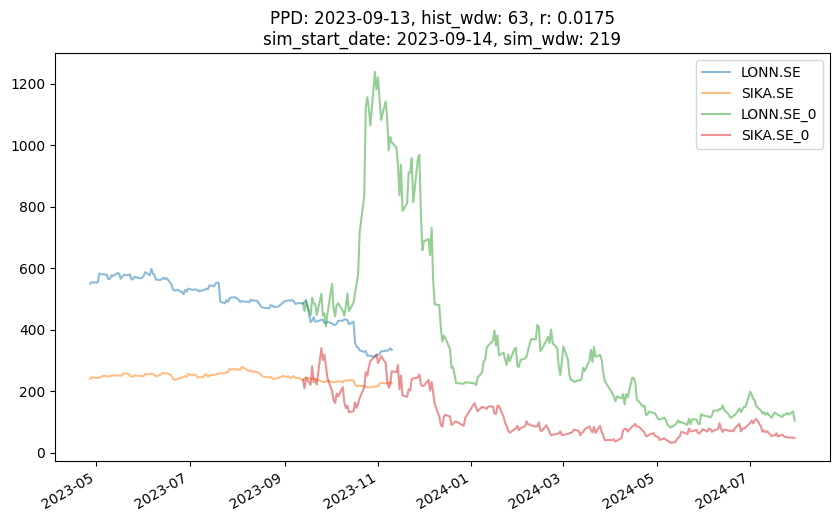 PPD: 2023-09-13, hist_wdw: 63, r: 0.0175
sim_start_date: 2023-09-14, sim_wdw: 219
LONN.SE
SIKA.SE
LONN.SE_0
SIKA.SE_0
1200
1000
800
600
400
200
0
2023-05
2023-07
2023-09
2023-11
2024-01
2024-03
2024-05
2024-07